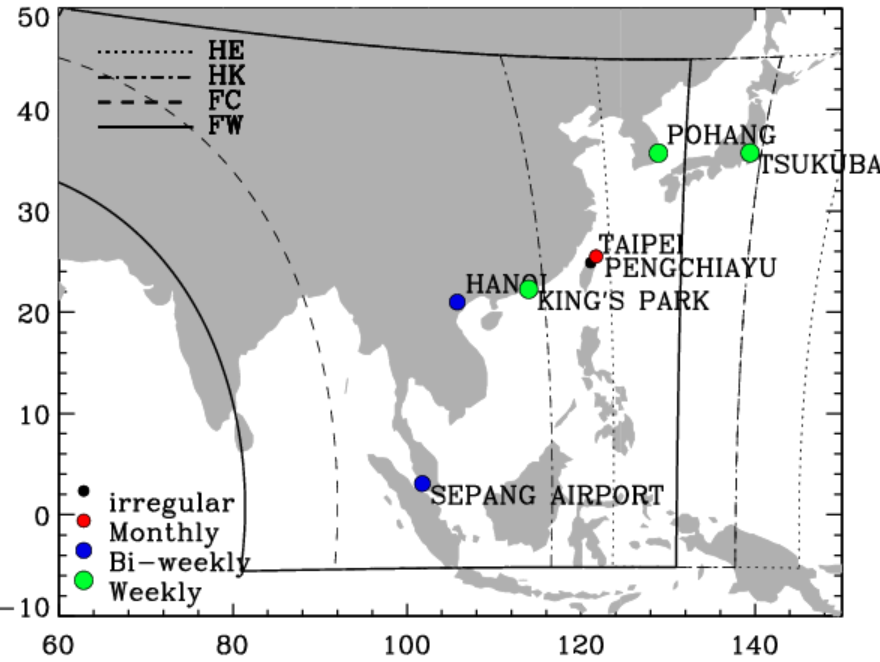 50
HE
HK
FC
FW
40
POHANG
TSUKUBA
30
TAIPEI
PENGCHIAYU
HANOI
KING'S PARK
20
10
SEPANG AIRPORT
irregular
0
Monthly
Bi-weekly
Weekly
-10
60 80 100 120 140